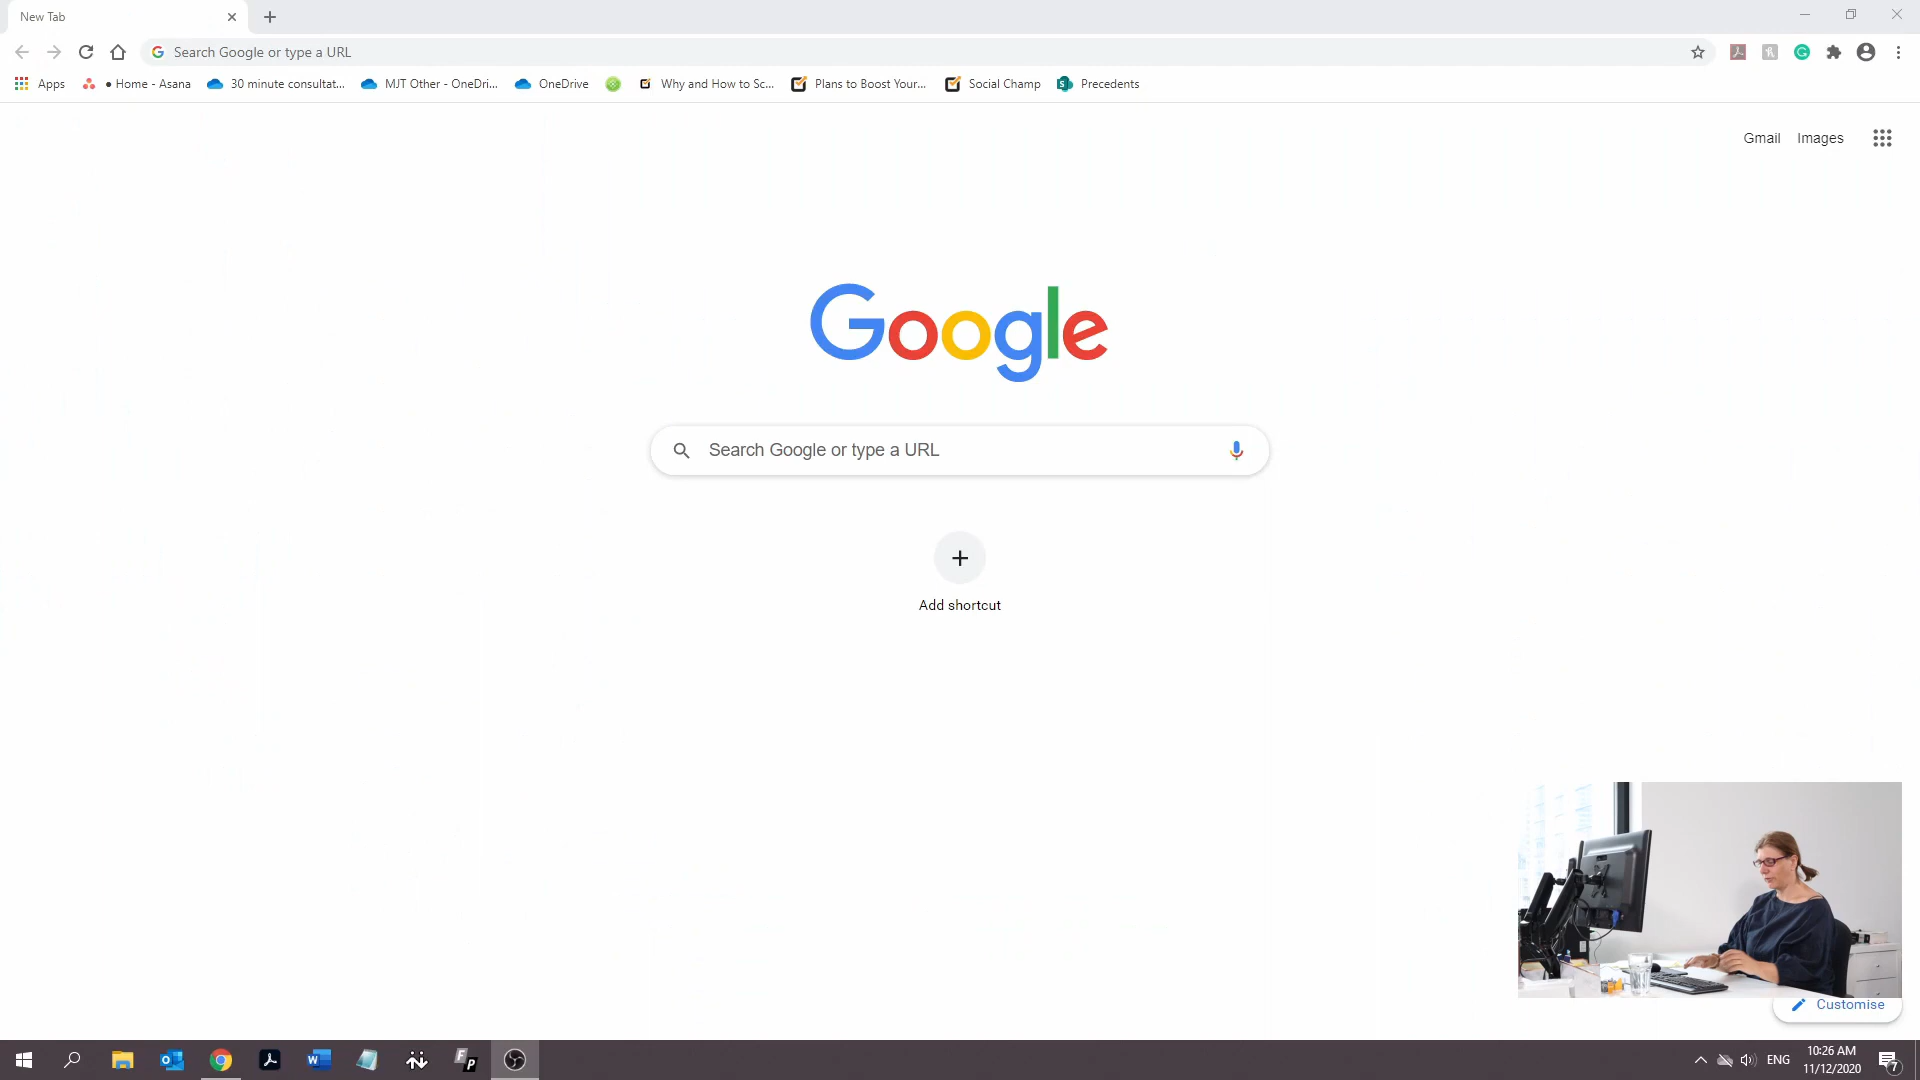 New Tab
Search Google or type a URL
Apps
● Home - Asana
30 minute consultat...
MJT Other - OneDri...
OneDrive
Why and How to Sc...
Plans to Boost Your...
Social Champ
Precedents
Gmail
Images
Google
Search Google or type a URL
Add shortcut
Customise
ENG
10:26 AM
11/12/2020
7